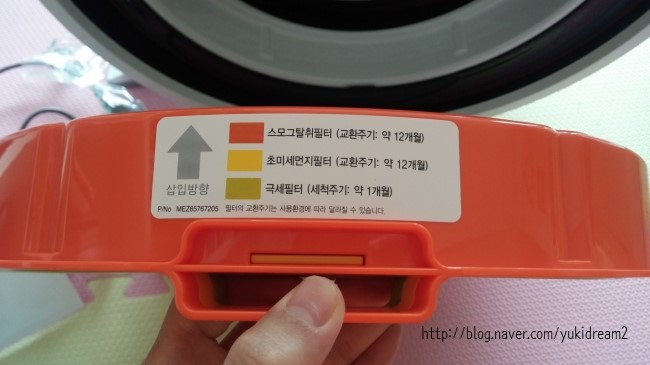 스모그탈취필터 (교환주기: 약 12개월)
초미세먼지필터 (교환주기: 약 12개월)
극세필터 (세척주기: 약 1개월)
삽입방향
P/No MEZ65767205 필터의 교환주기는 사용환경에 따라 달라질 수 있습니다.
http://blog.naver.com/yukidream2